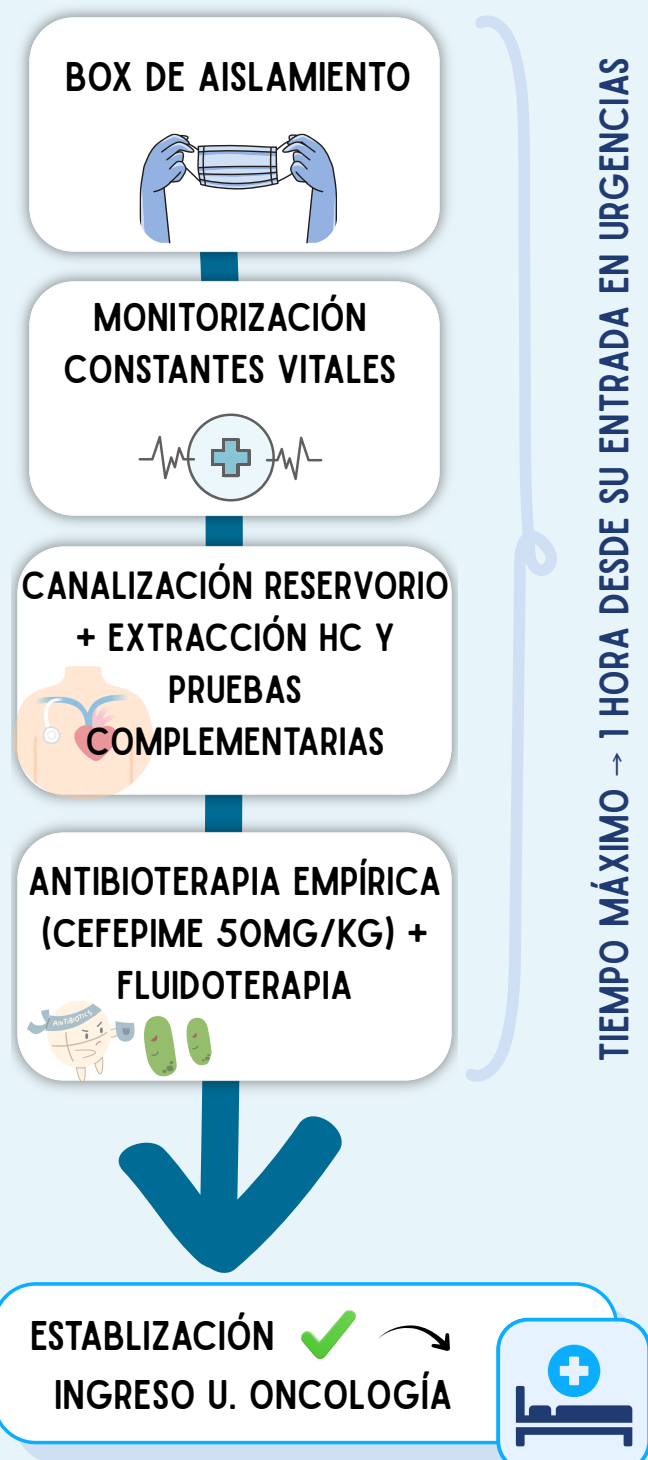 BOX DE AISLAMIENTO
MONITORIZACIÓN
CONSTANTES VITALES
CANALIZACIÓN RESERVORIO
+ EXTRACCIÓN HC Y
PRUEBAS
COMPLEMENTARIAS
ANTIBIOTERAPIA EMPÍRICA
(CEFEPIME 50MG/KG) +
FLUIDOTERAPIA
ANTIBIOTICS
TIEMPO MÁXIMO → 1 HORA DESDE SU ENTRADA EN URGENCIAS
ESTABLIZACIÓN
INGRESO U. ONCOLOGÍA